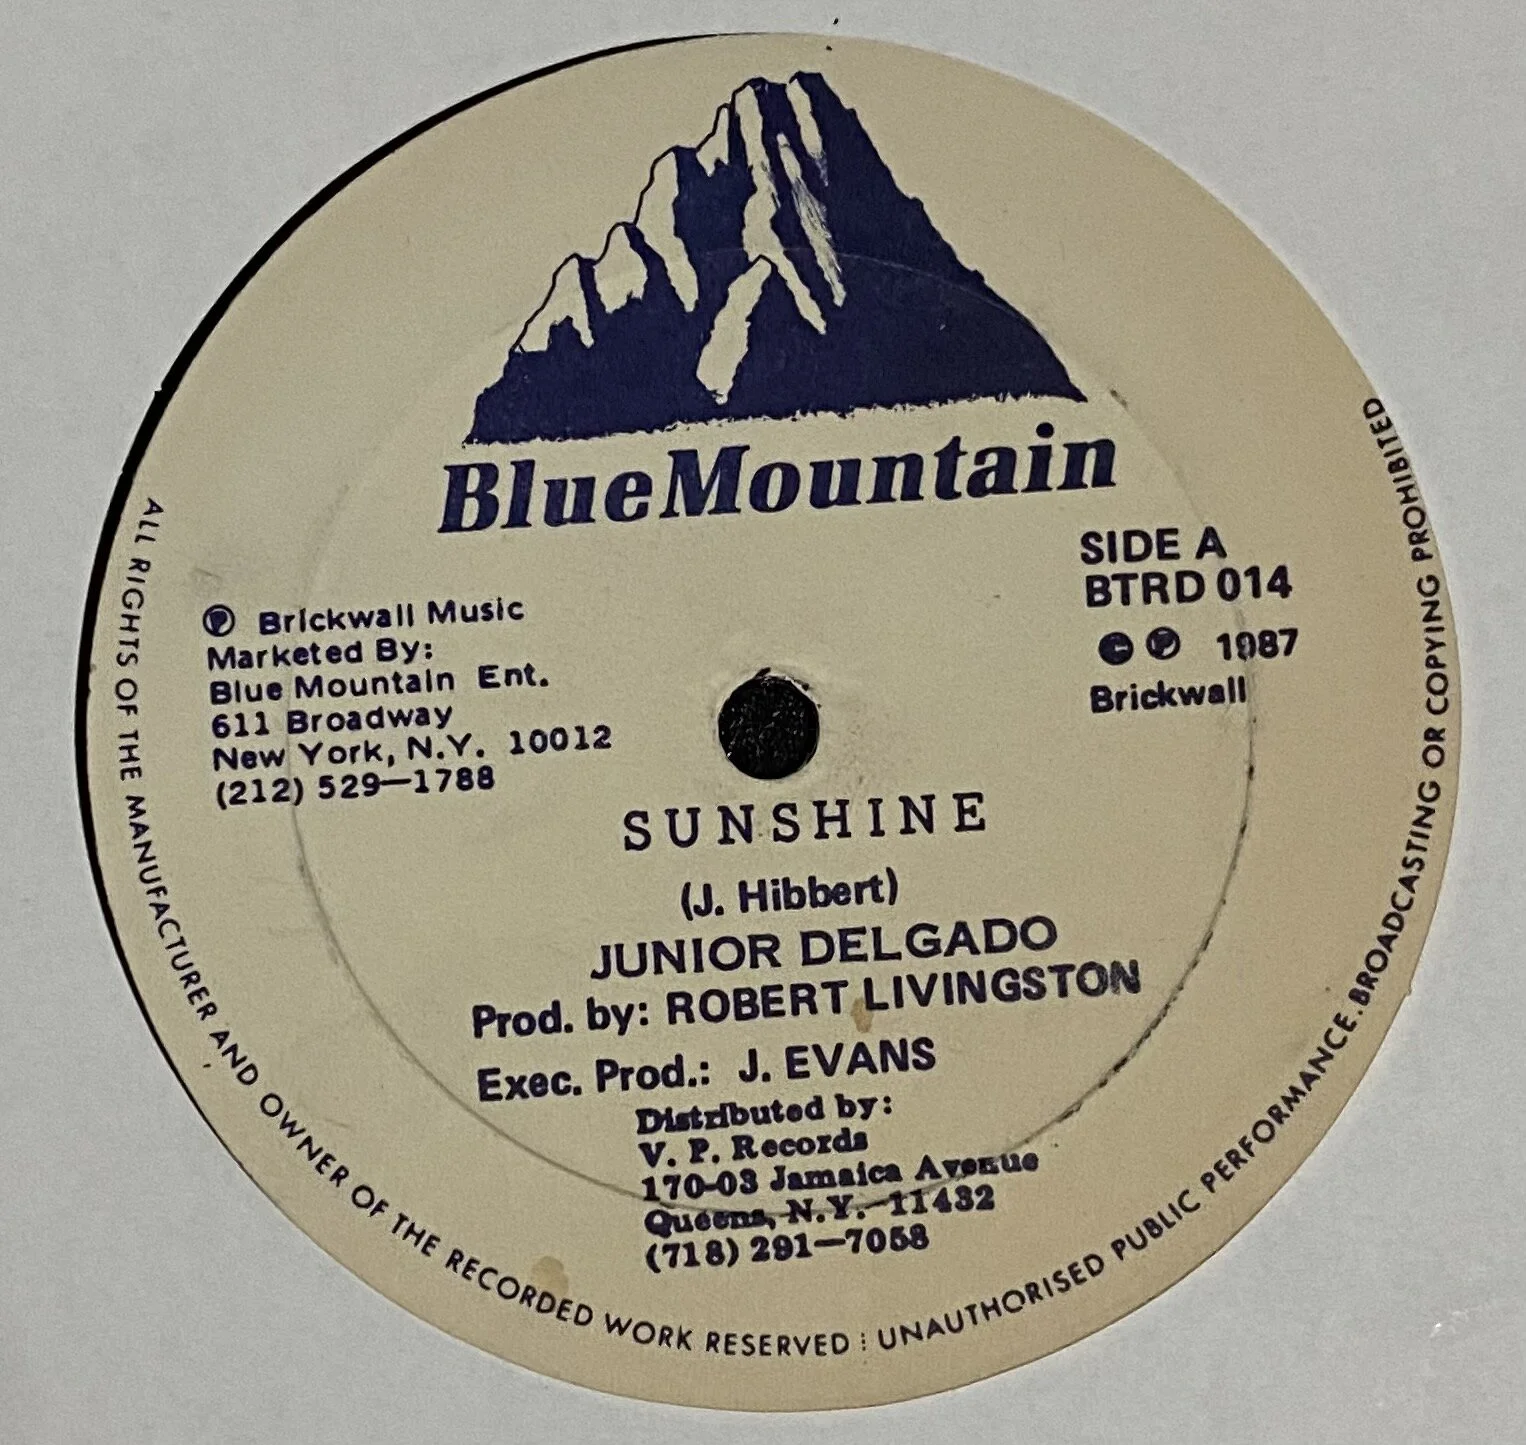 BlueMountain
SIDE A
BTRD 014
© ℗ 1987
Brickwall
℗ Brickwall Music
Marketed By:
Blue Mountain Ent.
611 Broadway
New York, N.Y. 10012
(212) 529—1788
SUNSHINE
(J. Hibbert)
JUNIOR DELGADO
Prod. by: ROBERT LIVINGSTON
Exec. Prod.: J. EVANS
Distributed by:
V. P. Records
170-03 Jamaica Avenue
Queens, N.Y. 11432
(718) 291—7058
ALL RIGHTS OF THE MANUFACTURER AND OWNER OF THE RECORDED WORK RESERVED ⁞ UNAUTHORISED PUBLIC PERFORMANCE.BROADCASTING OR COPYING PROHIBITED